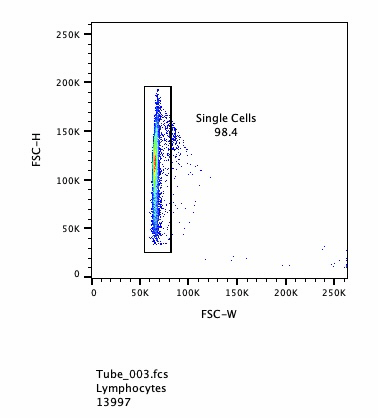 250K
200K
150K
100K
50K
0
FSC-H
Single Cells
98.4
0 50K 100K 150K 200K 250K
FSC-W
Tube_003.fcs
Lymphocytes
13997